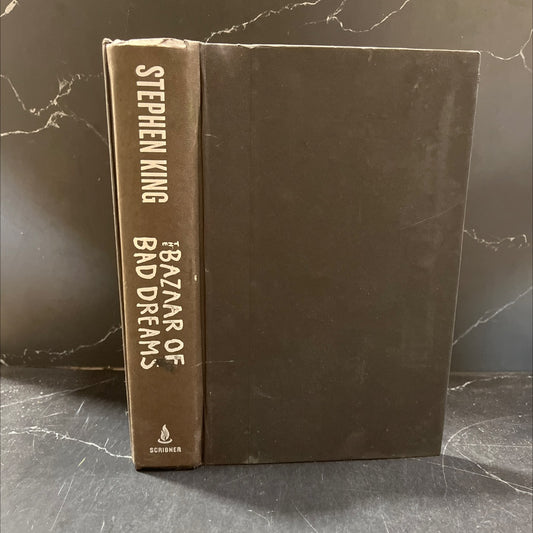 STEPHEN KING
THE BAZAAR OF
BAD DREAMS
SCRIBNER